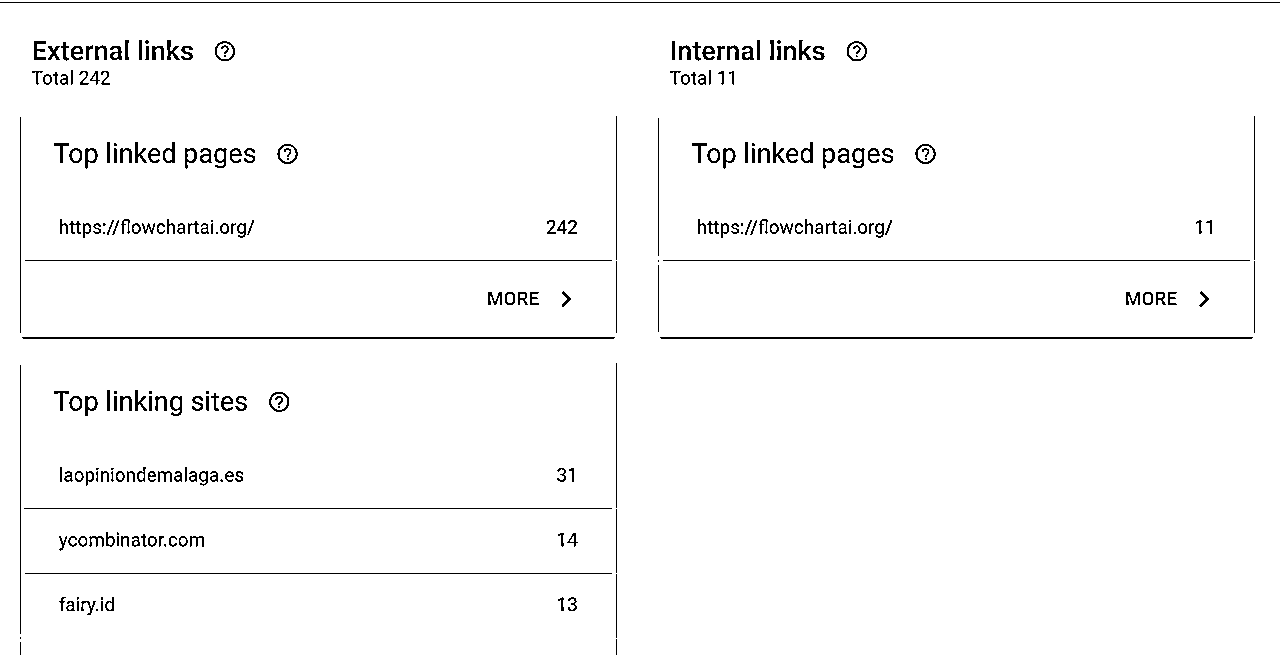 External links
Total 242
Top linked pages
https://flowchartai.org/ 242
MORE
Top linking sites
laopiniondemalaga.es 31
ycombinator.com 14
fairy.id 13
Internal links
Total 11
Top linked pages
https://flowchartai.org/ 11
MORE